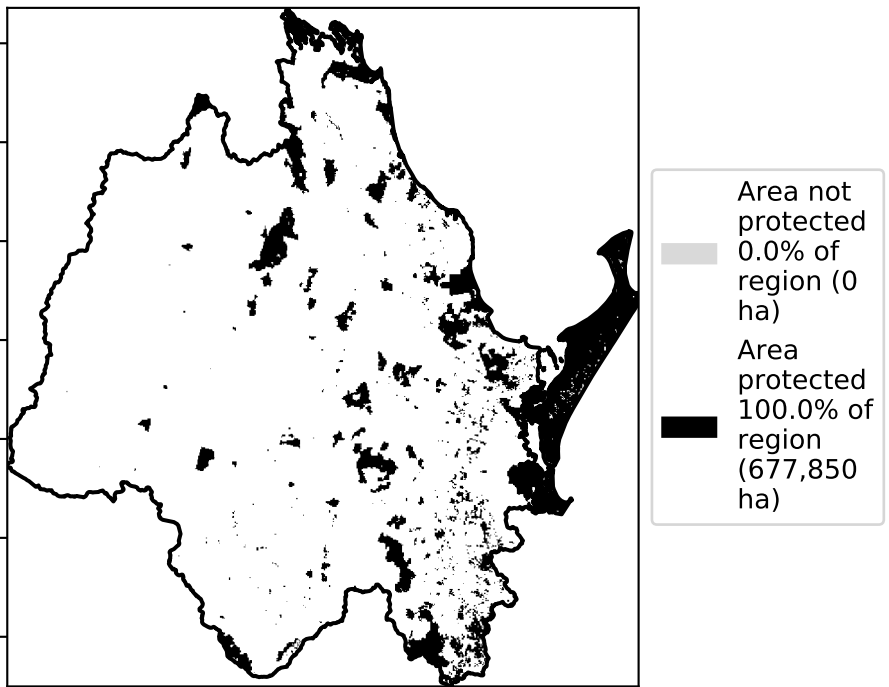 Area not
protected
0.0% of
region (0
ha)
Area
protected
100.0% of
region
(677,850
ha)